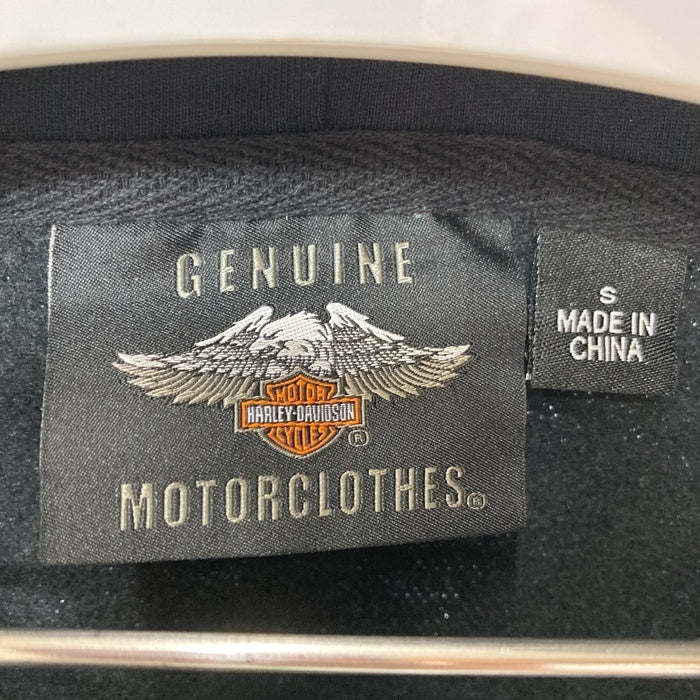 GENUINE
MOTOR
HARLEY-DAVIDSON
CYCLES
®
MOTORCLOTHES®
S
MADE IN
CHINA